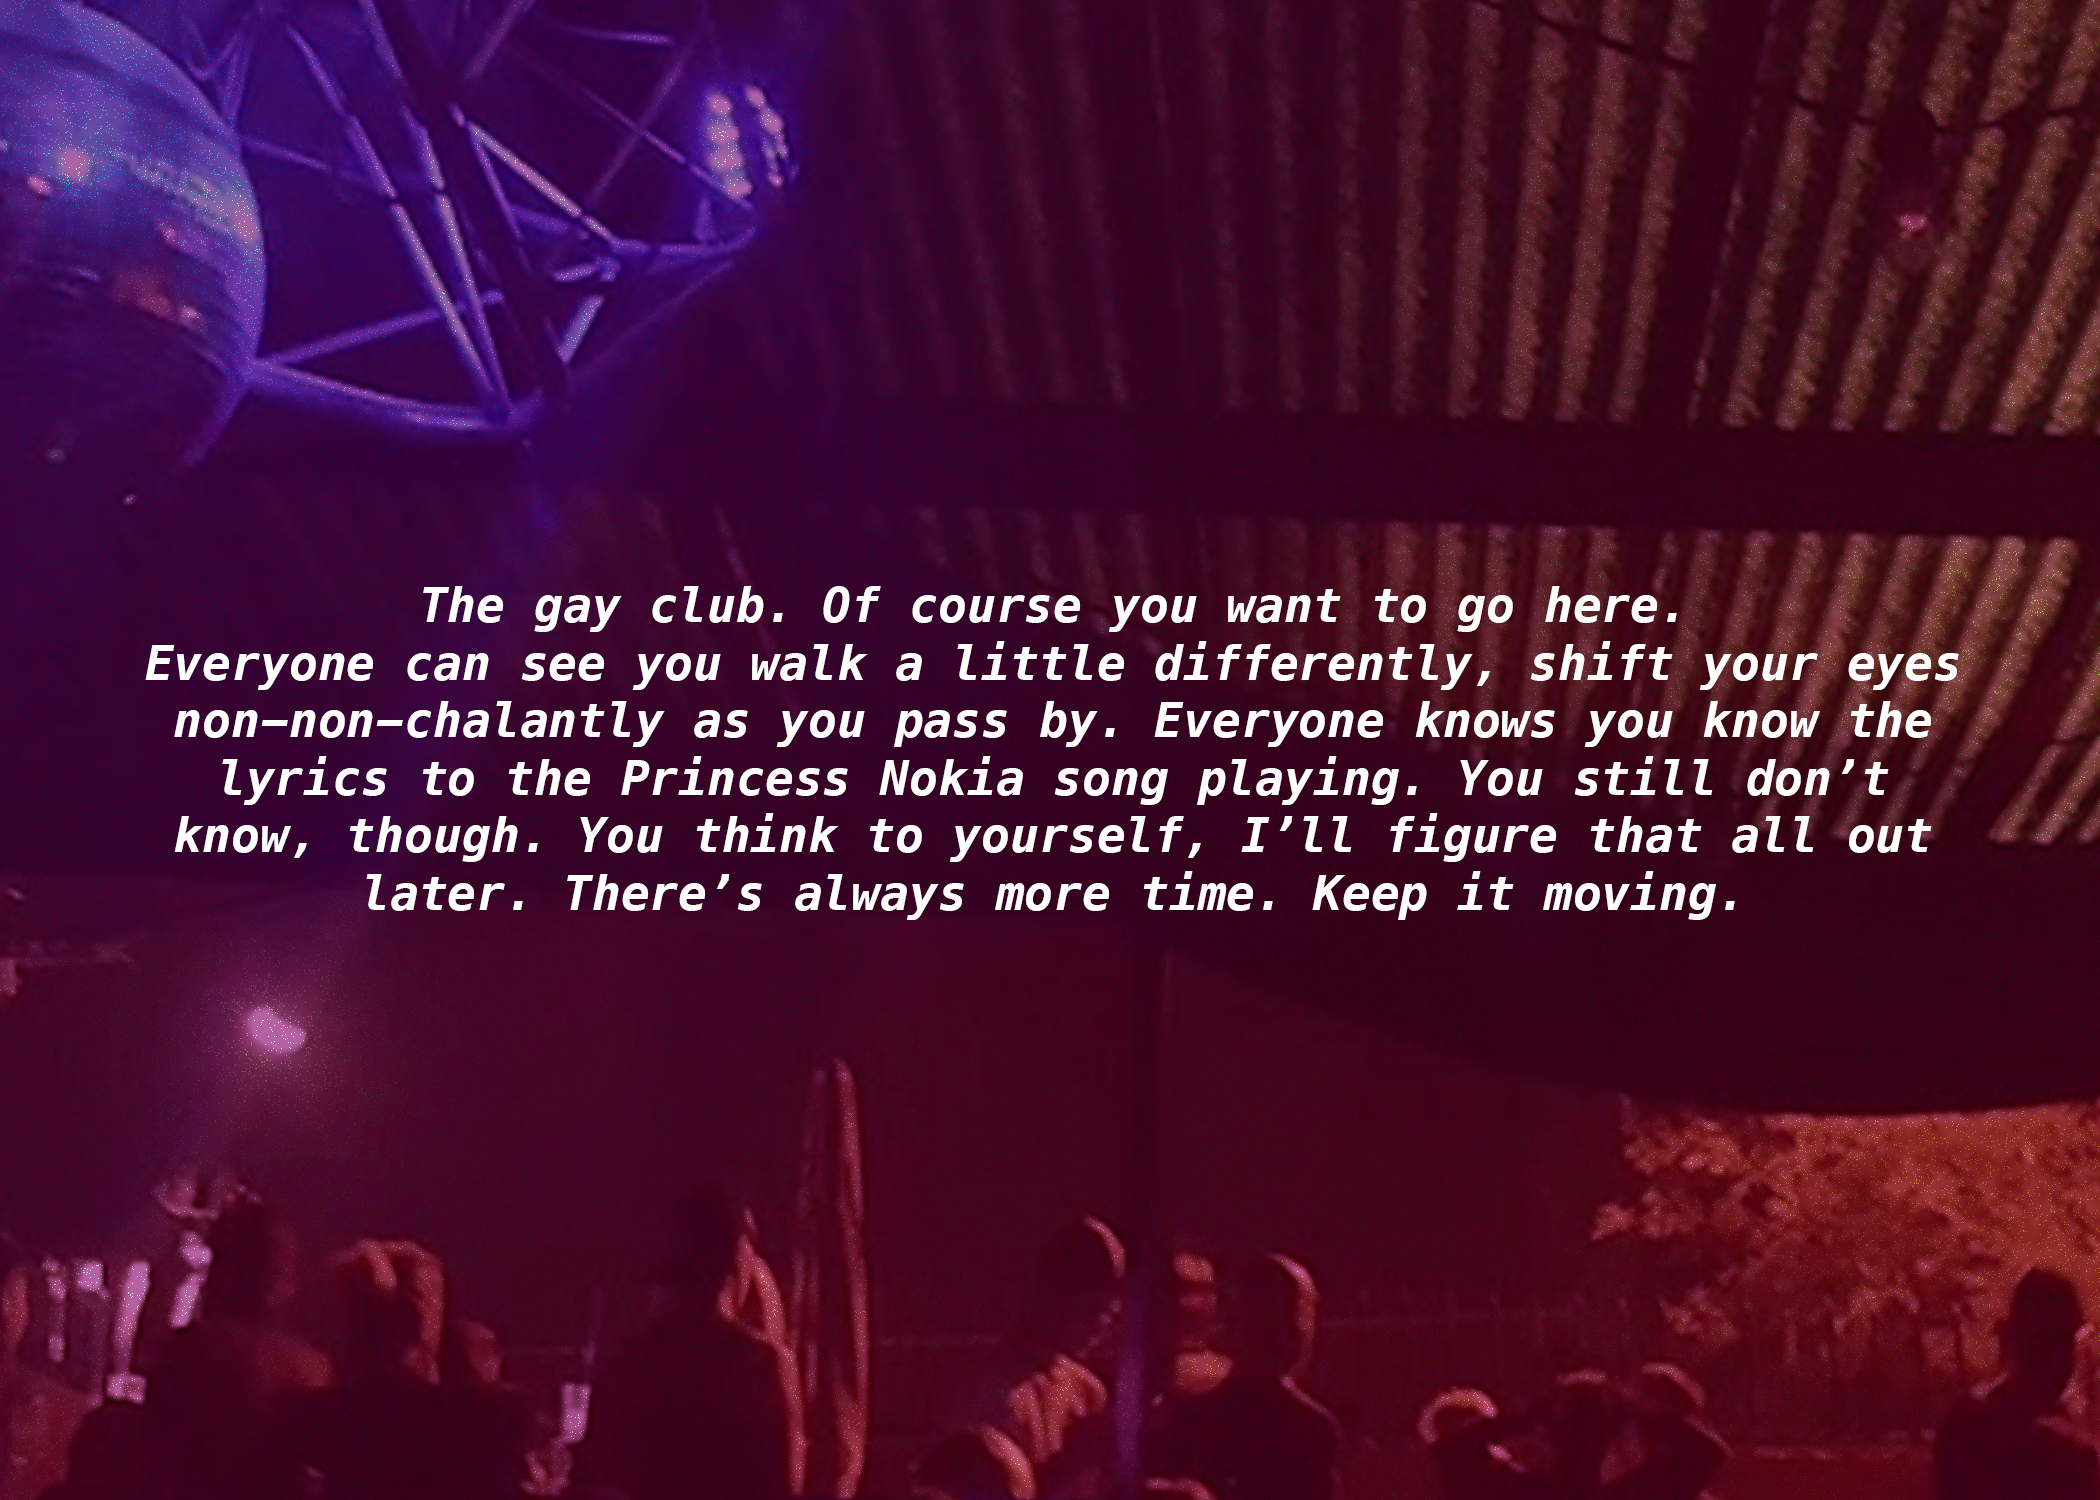 The gay club. Of course you want to go here.
Everyone can see you walk a little differently, shift your eyes
non–non–chalantly as you pass by. Everyone knows you know the
lyrics to the Princess Nokia song playing. You still don’t
know, though. You think to yourself, I’ll figure that all out
later. There’s always more time. Keep it moving.